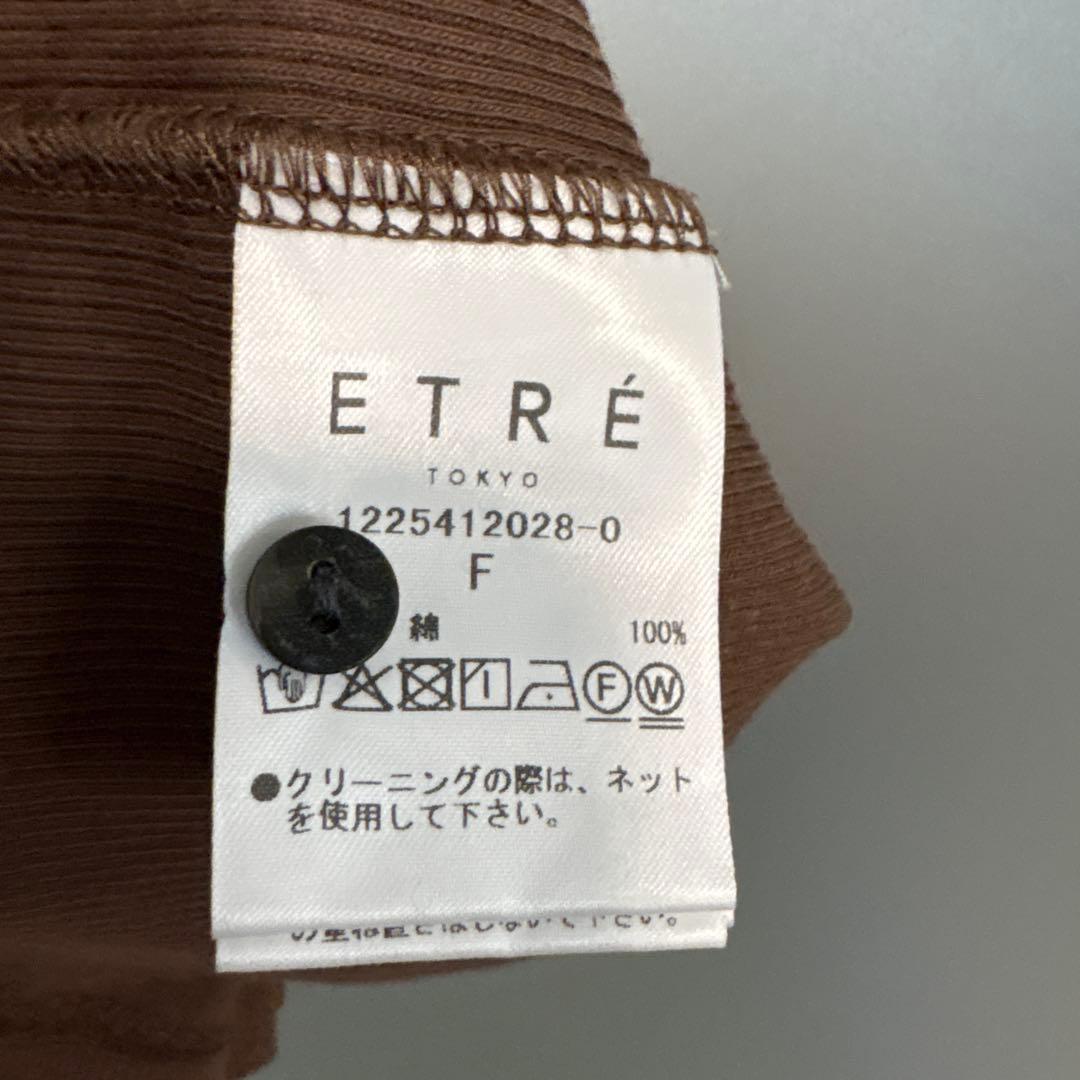 ETRÉ
TOKYO
1225412028-0
F
綿 100%
F W
●クリーニングの際は、ネット
を使用して下さい。